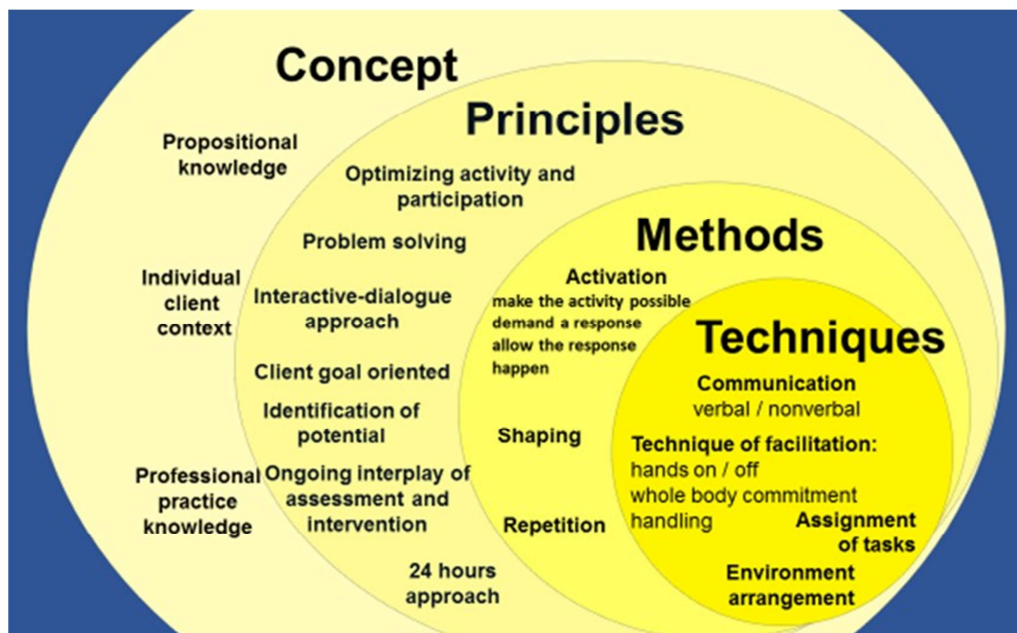 Concept
Propositional
knowledge
Individual
client
context
Professional
practice
knowledge
Principles
Optimizing activity and
participation
Problem solving
Interactive-dialogue
approach
Client goal oriented
Identification of
potential
Ongoing interplay of
assessment and
intervention
24 hours
approach
Methods
Activation
make the activity possible
demand a response
allow the response
happen
Shaping
Repetition
Techniques
Communication
verbal / nonverbal
Technique of facilitation:
hands on / off
whole body commitment
handling
Assignment
of tasks
Environment
arrangement